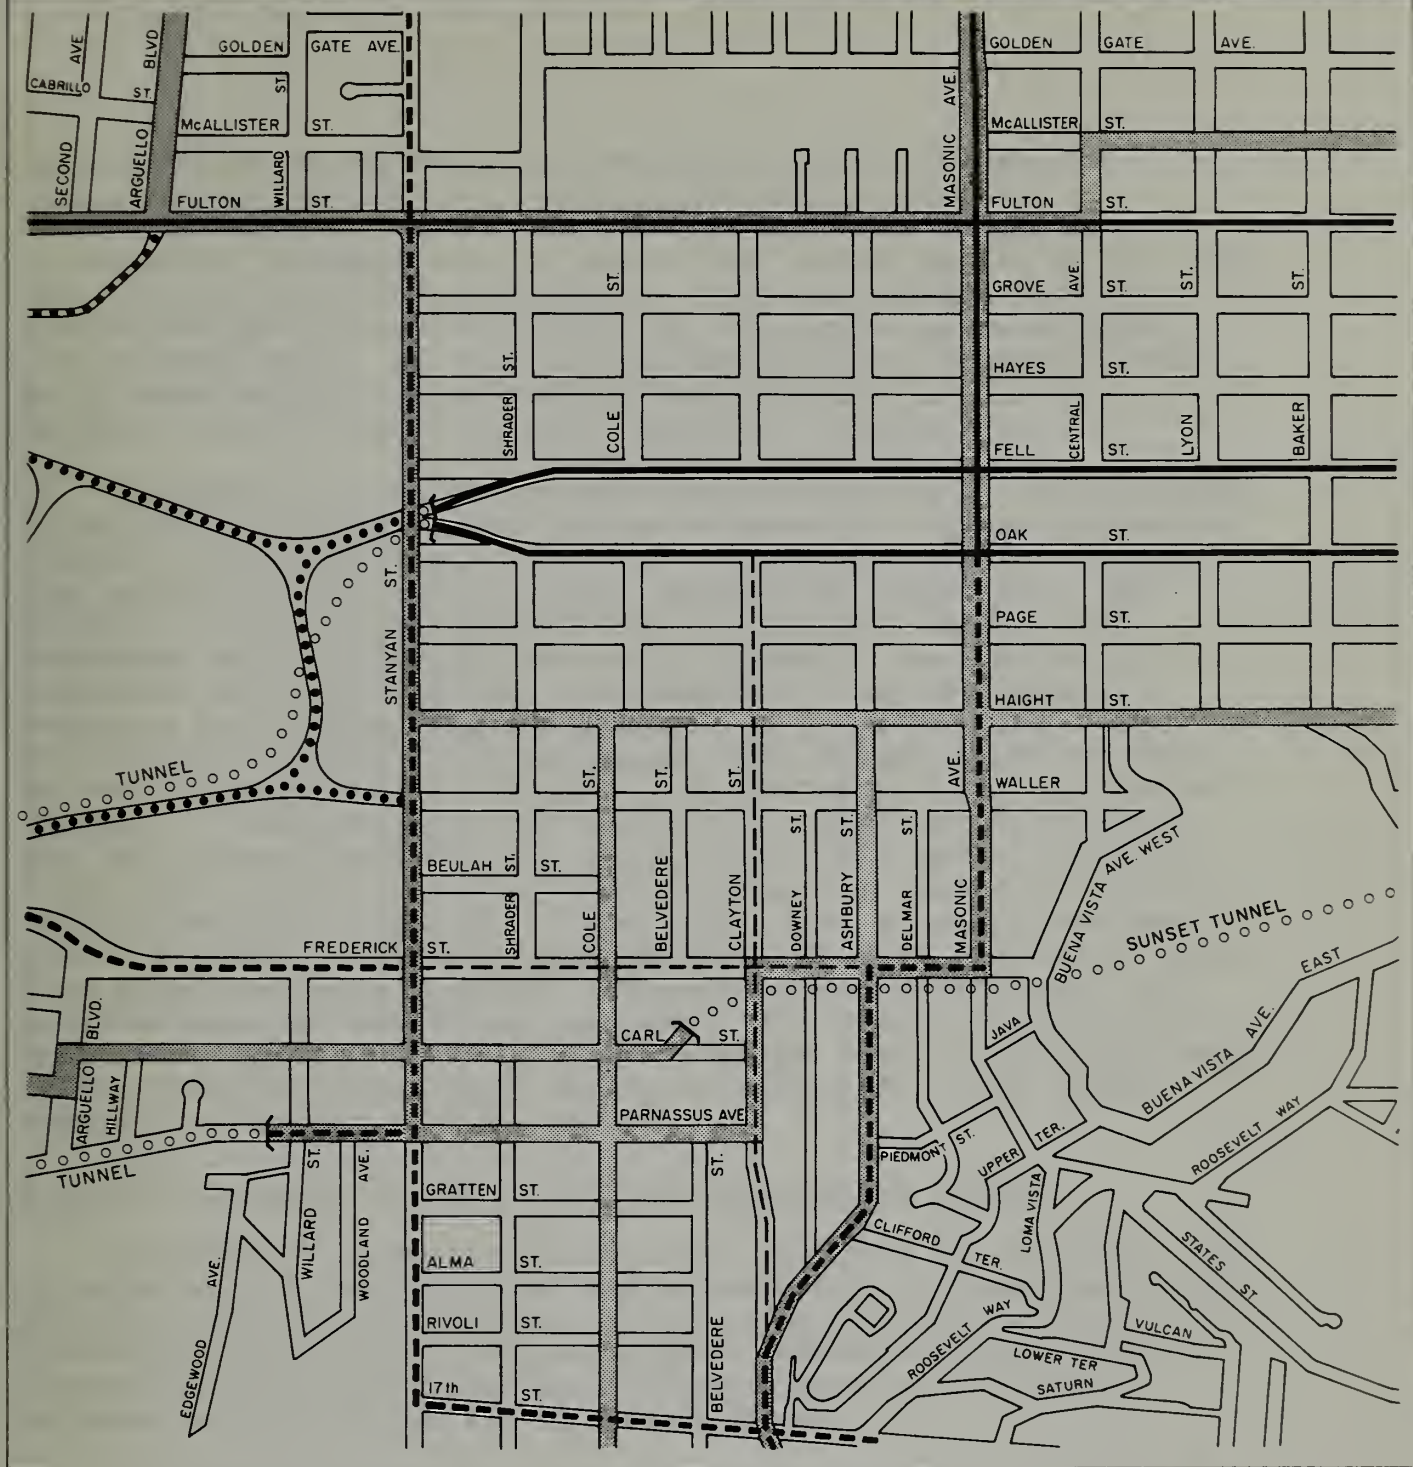 GOLDEN GATE AVE.
GOLDEN GATE AVE.
AVE
BLVD
CABRILLO ST.
ST.
McALLISTER ST.
MASONIC AVE.
McALLISTER ST.
SECOND
ARGUELLO
WILLARD
FULTON ST.
FULTON ST.
ST.
GROVE ST.
AVE.
ST.
ST.
ST.
HAYES ST.
SHRADER
COLE
FELL ST.
CENTRAL
LYON
BAKER
OAK ST.
STANYAN ST.
PAGE ST.
HAIGHT ST.
TUNNEL
ST.
ST.
ST.
AVE.
WALLER
BEULAH ST.
ST.
ST.
ST.
ST.
BUENA VISTA AVE. WEST
FREDERICK ST.
SHRADER
COLE
BELVEDERE
CLAYTON
DOWNEY
ASHBURY
DELMAR
MASONIC
SUNSET TUNNEL
BLVD.
CARL ST.
JAVA
BUENA VISTA AVE. EAST
ARGUELLO
HILLWAY
PARNASSUS AVE
TUNNEL
ST.
AVE.
ST.
PIEDMONT ST.
UPPER TER.
ROOSEVELT WAY
GRATTEN ST.
WILLARD
WOODLAND
LOMA VISTA
CLIFFORD TER.
STATES ST
ALMA ST.
EDGEWOOD AVE.
RIVOLI ST.
BELVEDERE
ROOSEVELT WAY
VULCAN
LOWER TER
SATURN
17th ST.